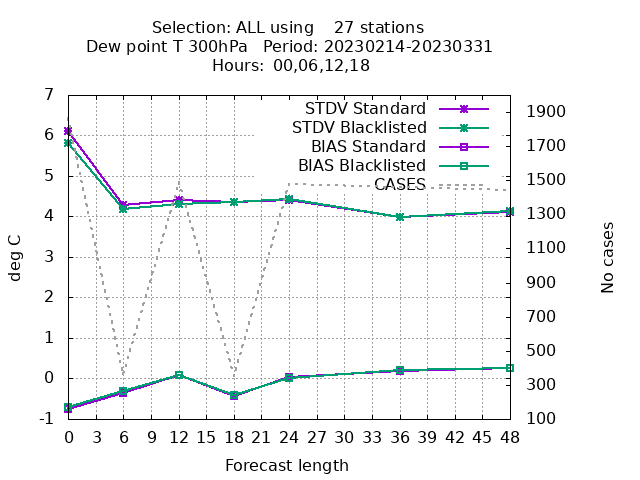 Selection: ALL using    27 stations
Dew point T 300hPa   Period: 20230214-20230331
Hours: 00,06,12,18
STDV Standard
STDV Blacklisted
BIAS Standard
BIAS Blacklisted
CASES
7
6
5
4
3
2
1
0
-1
deg C
1900
1700
1500
1300
1100
900
700
500
300
100
No cases
0 3 6 9 12 15 18 21 24 27 30 33 36 39 42 45 48
Forecast length